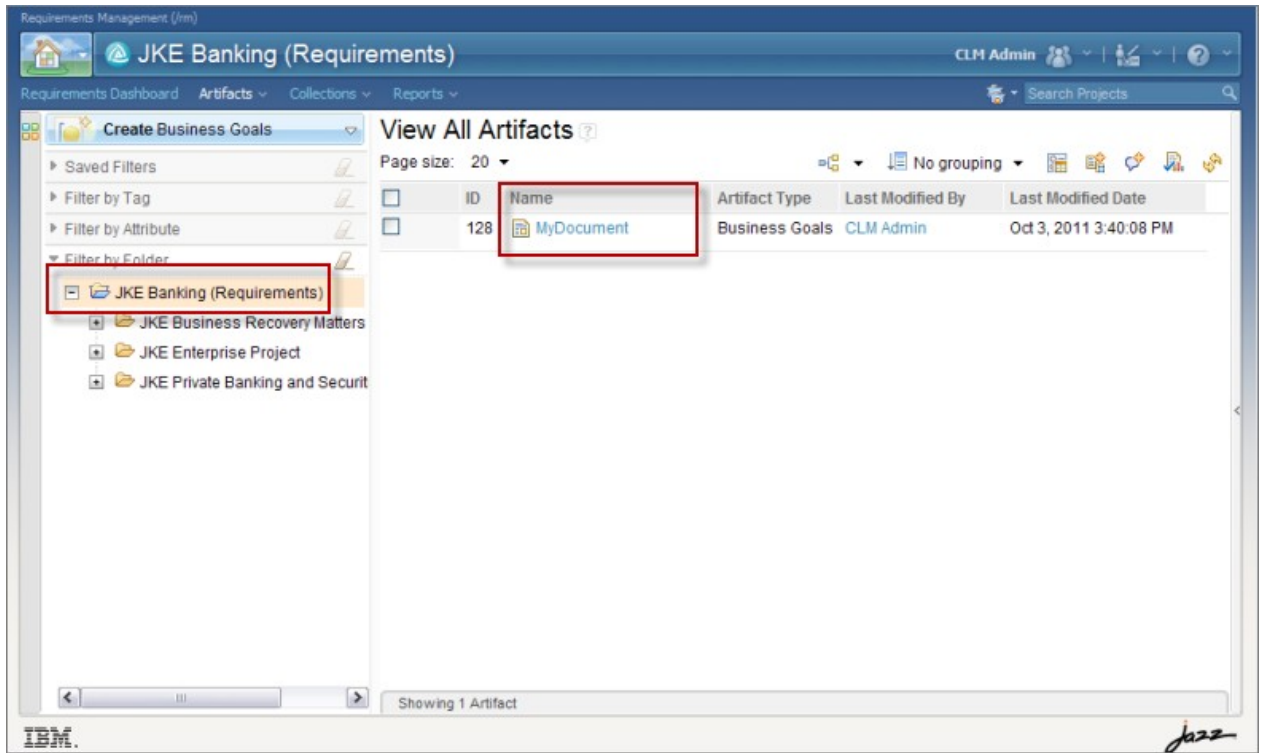 Requirements Management (/rm)
JKE Banking (Requirements)
CLM Admin
Requirements Dashboard Artifacts Collections Reports Search Projects
Create Business Goals
View All Artifacts ?
Saved Filters
Page size: 20 No grouping
Filter by Tag
ID Name Artifact Type Last Modified By Last Modified Date
Filter by Attribute
128 MyDocument Business Goals CLM Admin Oct 3, 2011 3:40:08 PM
Filter by Folder
JKE Banking (Requirements)
JKE Business Recovery Matters
JKE Enterprise Project
JKE Private Banking and Securit
Showing 1 Artifact
IBM.
jazz